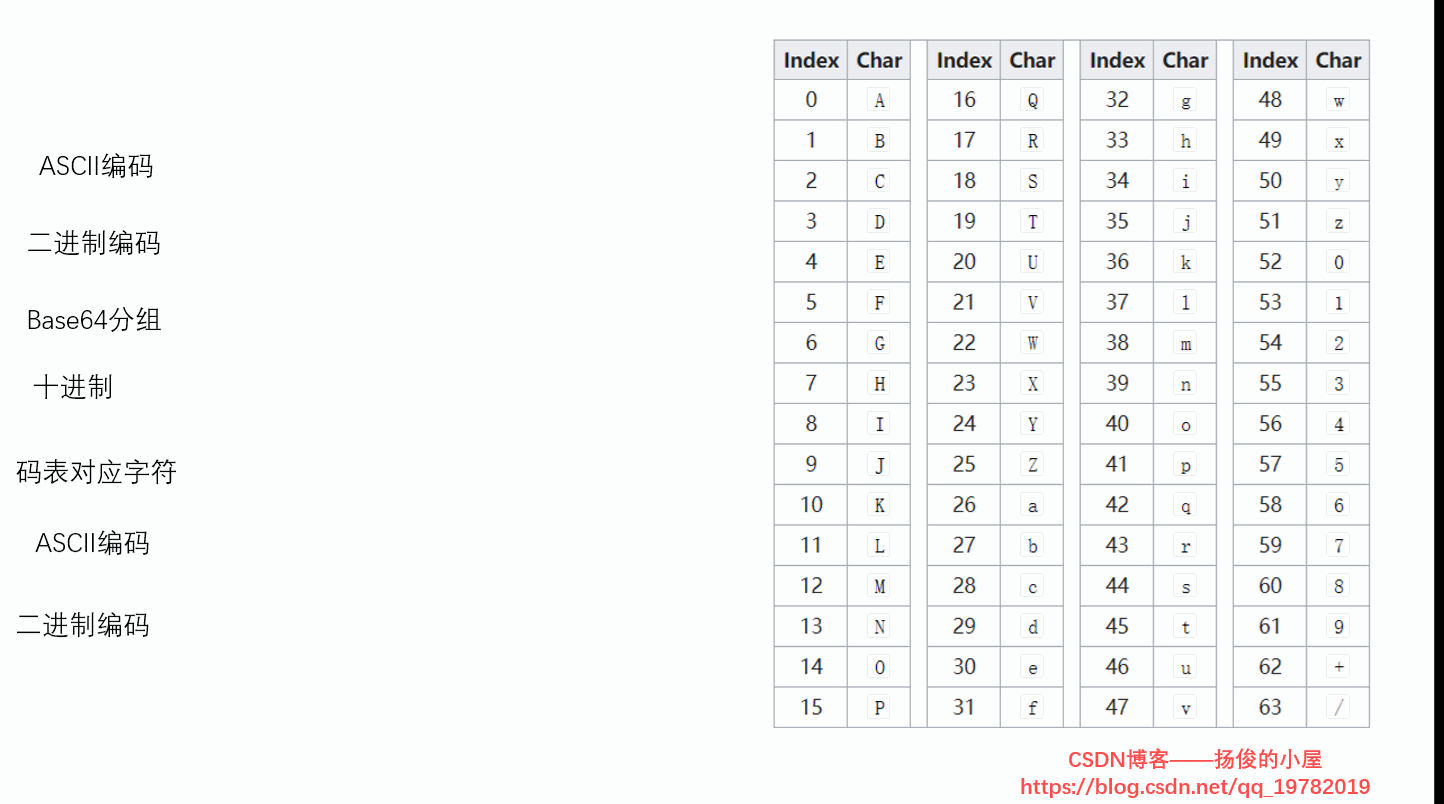 ASCII编码
二进制编码
Base64分组
十进制
码表对应字符
ASCII编码
二进制编码
Index Char Index Char Index Char Index Char
0 A 16 Q 32 g 48 w
1 B 17 R 33 h 49 x
2 C 18 S 34 i 50 y
3 D 19 T 35 j 51 z
4 E 20 U 36 k 52 0
5 F 21 V 37 l 53 1
6 G 22 W 38 m 54 2
7 H 23 X 39 n 55 3
8 I 24 Y 40 o 56 4
9 J 25 Z 41 p 57 5
10 K 26 a 42 q 58 6
11 L 27 b 43 r 59 7
12 M 28 c 44 s 60 8
13 N 29 d 45 t 61 9
14 O 30 e 46 u 62 +
15 P 31 f 47 v 63 /
CSDN博客——扬俊的小屋
https://blog.csdn.net/qq_19782019